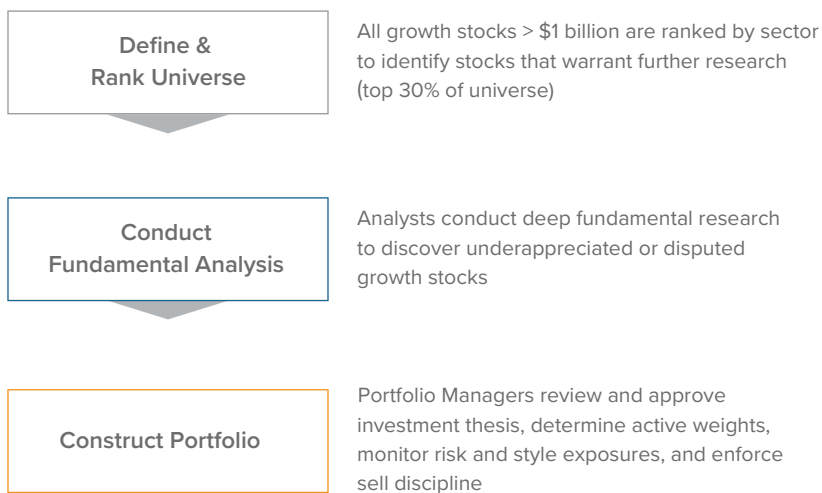 Define &
Rank Universe
All growth stocks > $1 billion are ranked by sector
to identify stocks that warrant further research
(top 30% of universe)
Conduct
Fundamental Analysis
Analysts conduct deep fundamental research
to discover underappreciated or disputed
growth stocks
Construct Portfolio
Portfolio Managers review and approve
investment thesis, determine active weights,
monitor risk and style exposures, and enforce
sell discipline